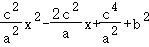 c²/a² x² - 2c²/a x + c⁴/a² + b²